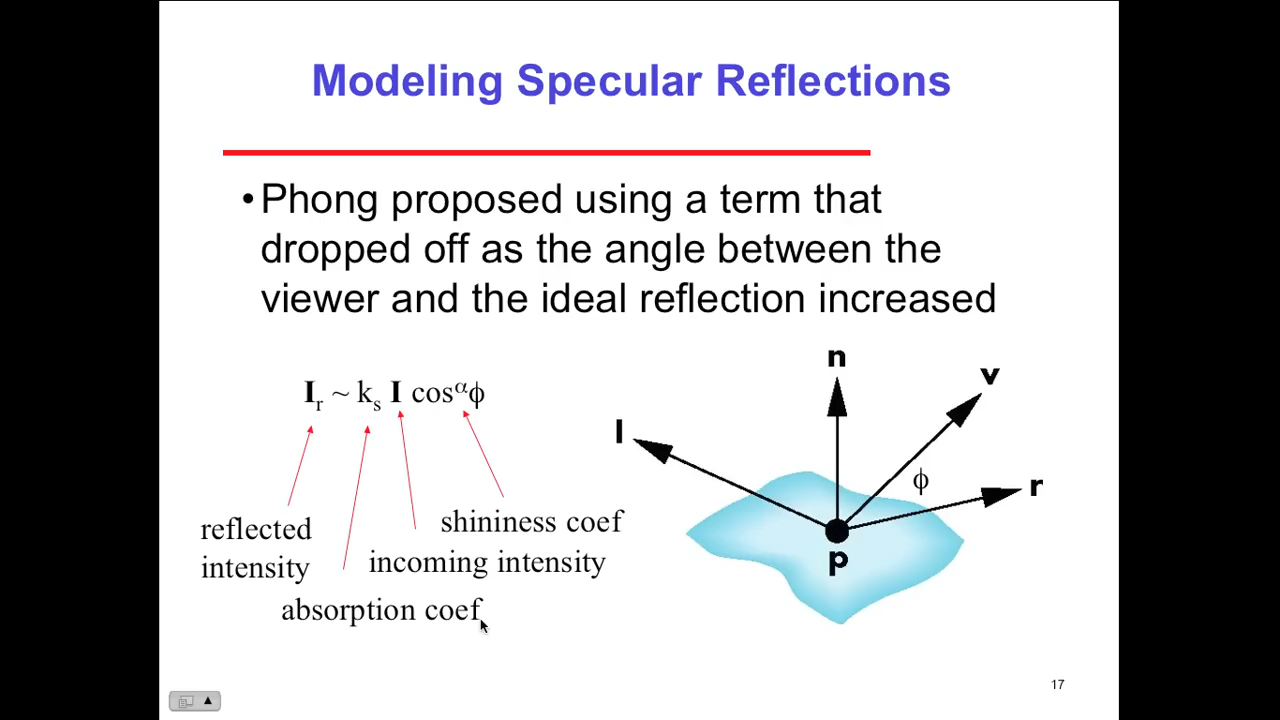 Modeling Specular Reflections
•Phong proposed using a term that
dropped off as the angle between the
viewer and the ideal reflection increased
Ir ~ ks I cosαϕ
reflected
intensity
absorption coef
incoming intensity
shininess coef
n
v
l
ϕ
r
p
17